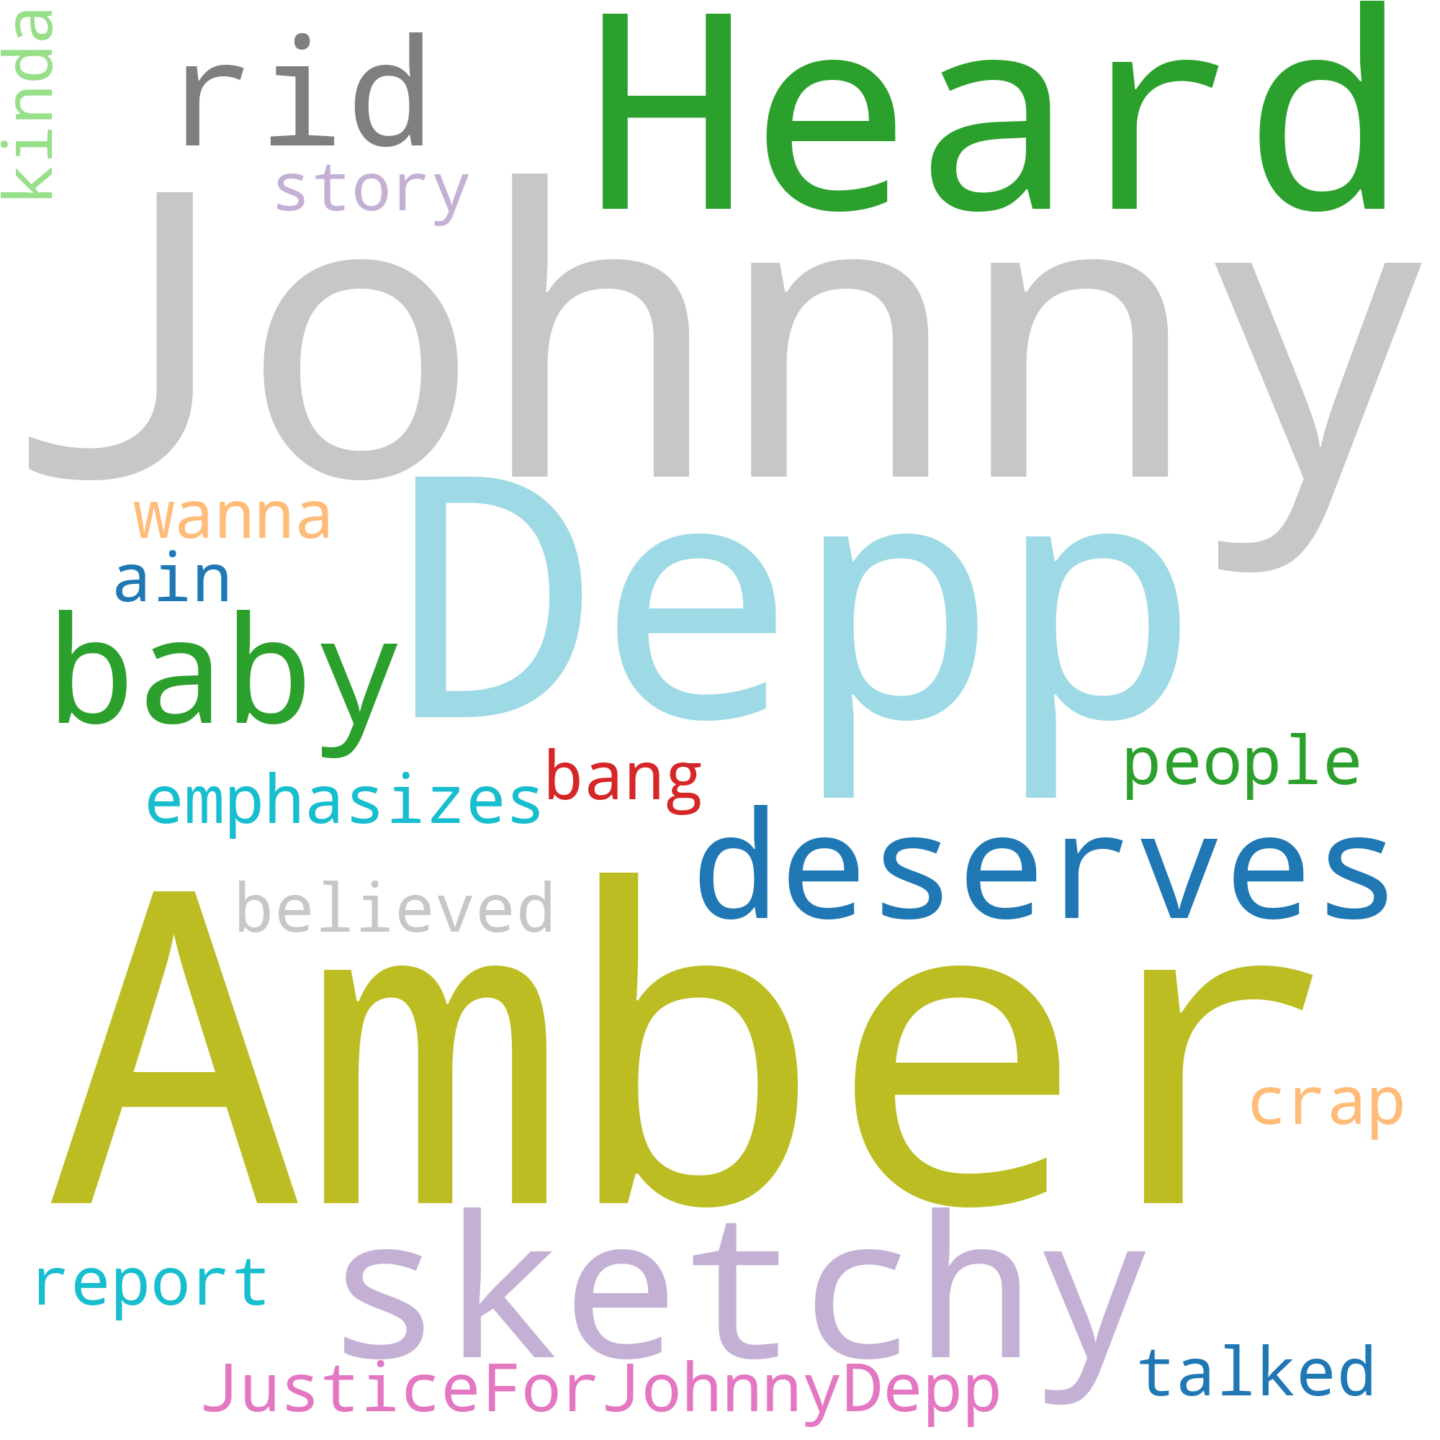 kinda
rid
Heard
story
Johnny
wanna
Depp
ain
baby
emphasizes
bang
people
deserves
believed
Amber
crap
sketchy
report
JusticeForJohnnyDepp
talked